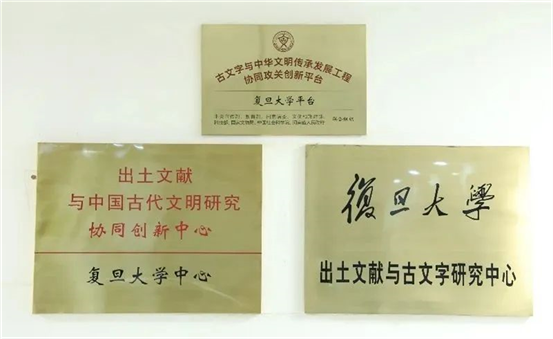 古文字与中华文明传承发展工程
协同攻关创新平台
复旦大学平台
出土文献
与中国古代文明研究
协同创新中心
复旦大学中心
復旦大學
出土文献与古文字研究中心